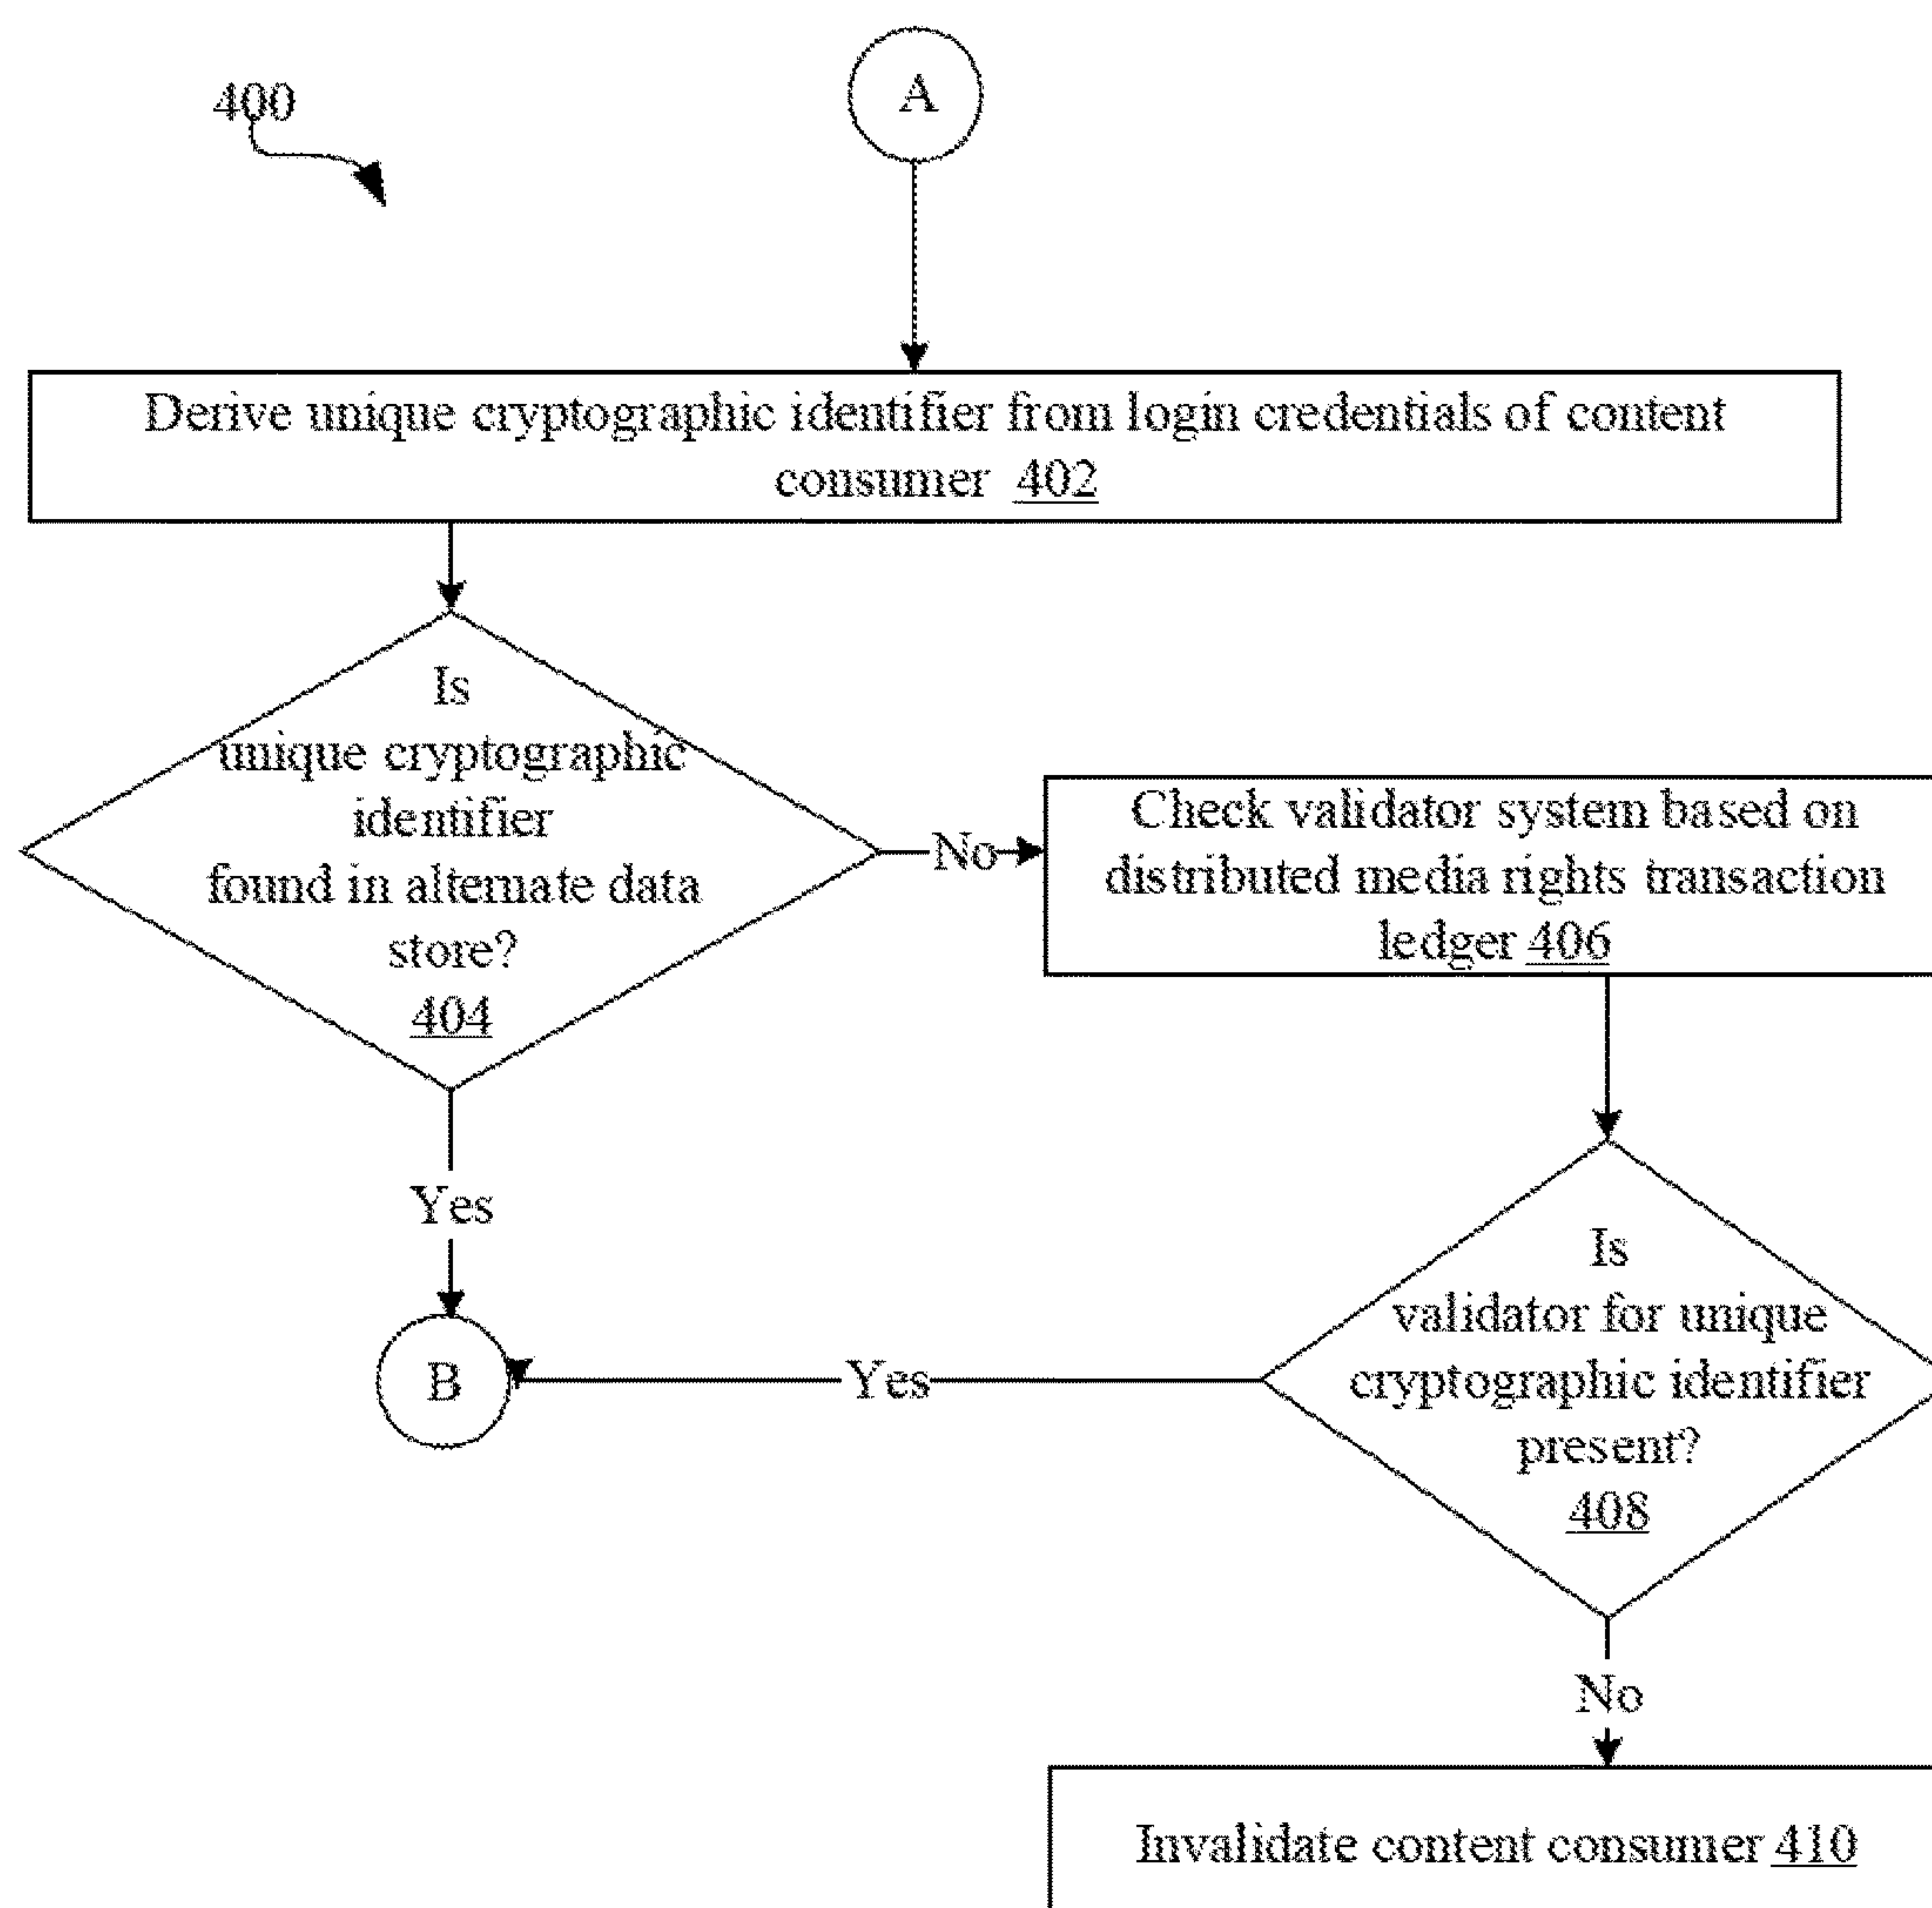 400
A
Derive unique cryptographic identifier from login credentials of content
consumer 402
Is
unique cryptographic
identifier
found in alternate data
store?
404
No
Check validator system based on
distributed media rights transaction
ledger 406
Yes
Is
validator for unique
cryptographic identifier
present?
408
B
Yes
No
Invalidate content consumer 410